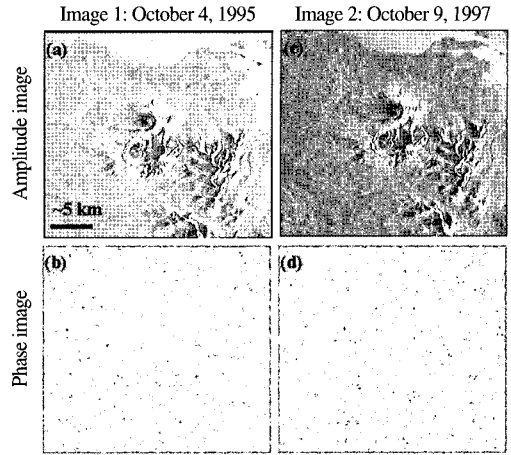 Image 1: October 4, 1995
Image 2: October 9, 1997
Amplitude image
(a)
(c)
~5 km
Phase image
(b)
(d)